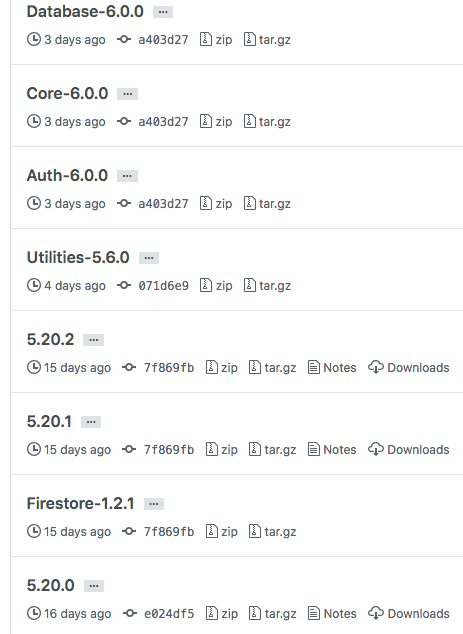 Database-6.0.0 ...
3 days ago a403d27 zip tar.gz
Core-6.0.0 ...
3 days ago a403d27 zip tar.gz
Auth-6.0.0 ...
3 days ago a403d27 zip tar.gz
Utilities-5.6.0 ...
4 days ago 071d6e9 zip tar.gz
5.20.2 ...
15 days ago 7f869fb zip tar.gz Notes Downloads
5.20.1 ...
15 days ago 7f869fb zip tar.gz Notes Downloads
Firestore-1.2.1 ...
15 days ago 7f869fb zip tar.gz
5.20.0 ...
16 days ago e024df5 zip tar.gz Notes Downloads